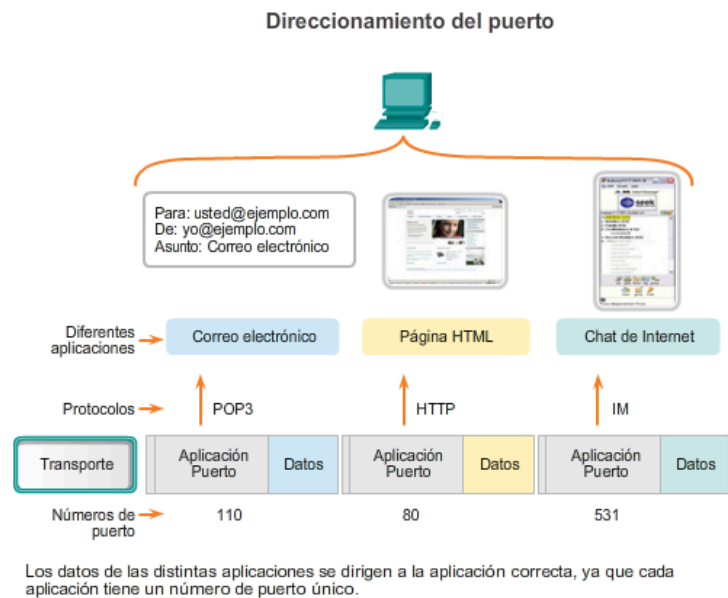 Direccionamiento del puerto
Para: usted@ejemplo.com
De: yo@ejemplo.com
Asunto: Correo electrónico
seek
Diferentes
aplicaciones
Correo electrónico
Página HTML
Chat de Internet
Protocolos
POP3
HTTP
IM
Transporte
Aplicación
Puerto
Datos
Aplicación
Puerto
Datos
Aplicación
Puerto
Datos
Números de
puerto
110
80
531
Los datos de las distintas aplicaciones se dirigen a la aplicación correcta, ya que cada
aplicación tiene un número de puerto único.